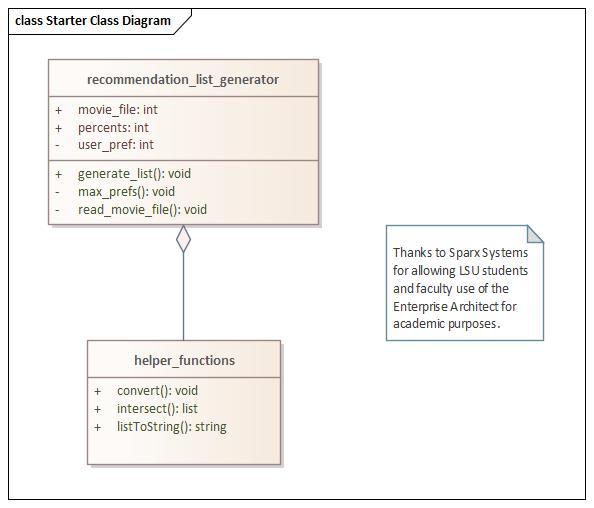 class Starter Class Diagram
recommendation_list_generator
+ movie_file: int
+ percents: int
- user_pref: int
+ generate_list(): void
- max_prefs(): void
- read_movie_file(): void
Thanks to Sparx Systems
for allowing LSU students
and faculty use of the
Enterprise Architect for
academic purposes.
helper_functions
+ convert(): void
+ intersect(): list
+ listToString(): string